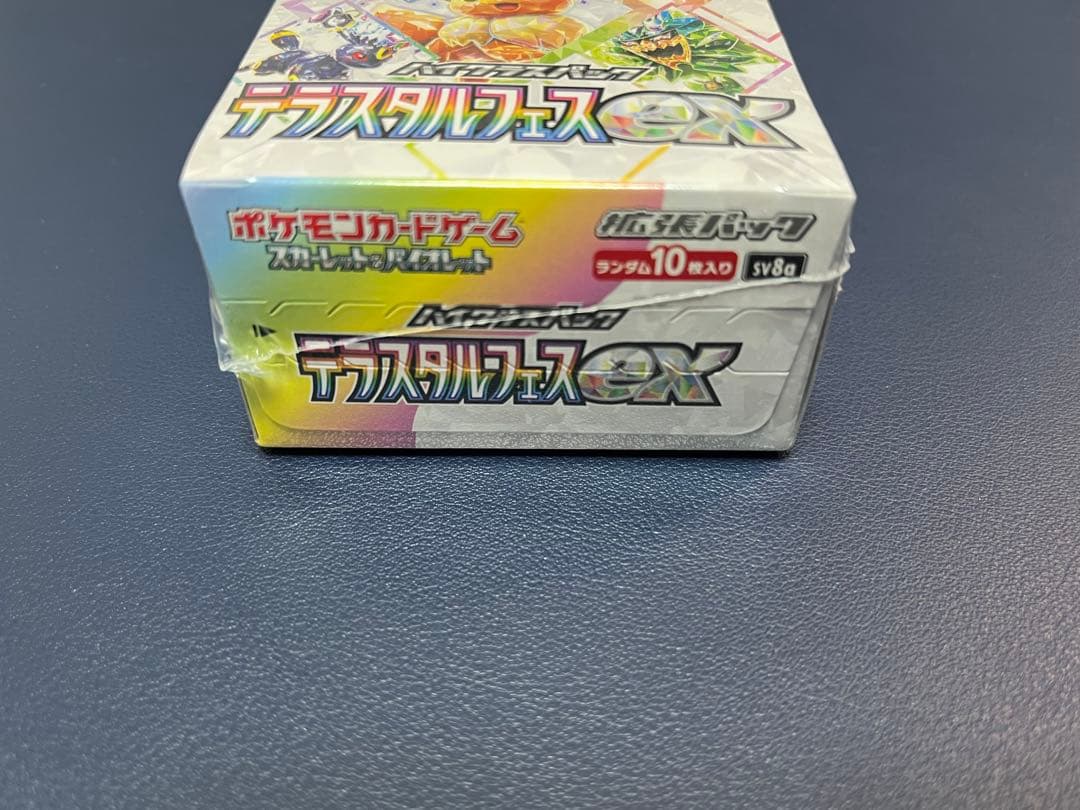 ハイクラスパック
テラスタルフェスex
ポケモンカードゲーム
スカーレット&バイオレット
拡張パック
ランダム10枚入り
SV8a
ハイクラスパック
テラスタルフェスex